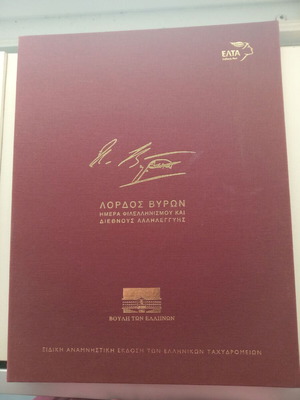 ΕΛΤΑ
ΛΟΡΔΟΣ ΒΥΡΩΝ
ΗΜΕΡΑ ΦΙΛΕΛΛΗΝΙΣΜΟΥ ΚΑΙ
ΔΙΕΘΝΟΥΣ ΑΛΛΗΛΕΓΓΥΗΣ
ΒΟΥΛΗ ΤΩΝ ΕΛΛΗΝΩΝ
ΕΙΔΙΚΗ ΑΝΑΜΝΗΣΤΙΚΗ ΕΚΔΟΣΗ ΤΩΝ ΕΛΛΗΝΙΚΩΝ ΤΑΧΥΔΡΟΜΕΙΩΝ